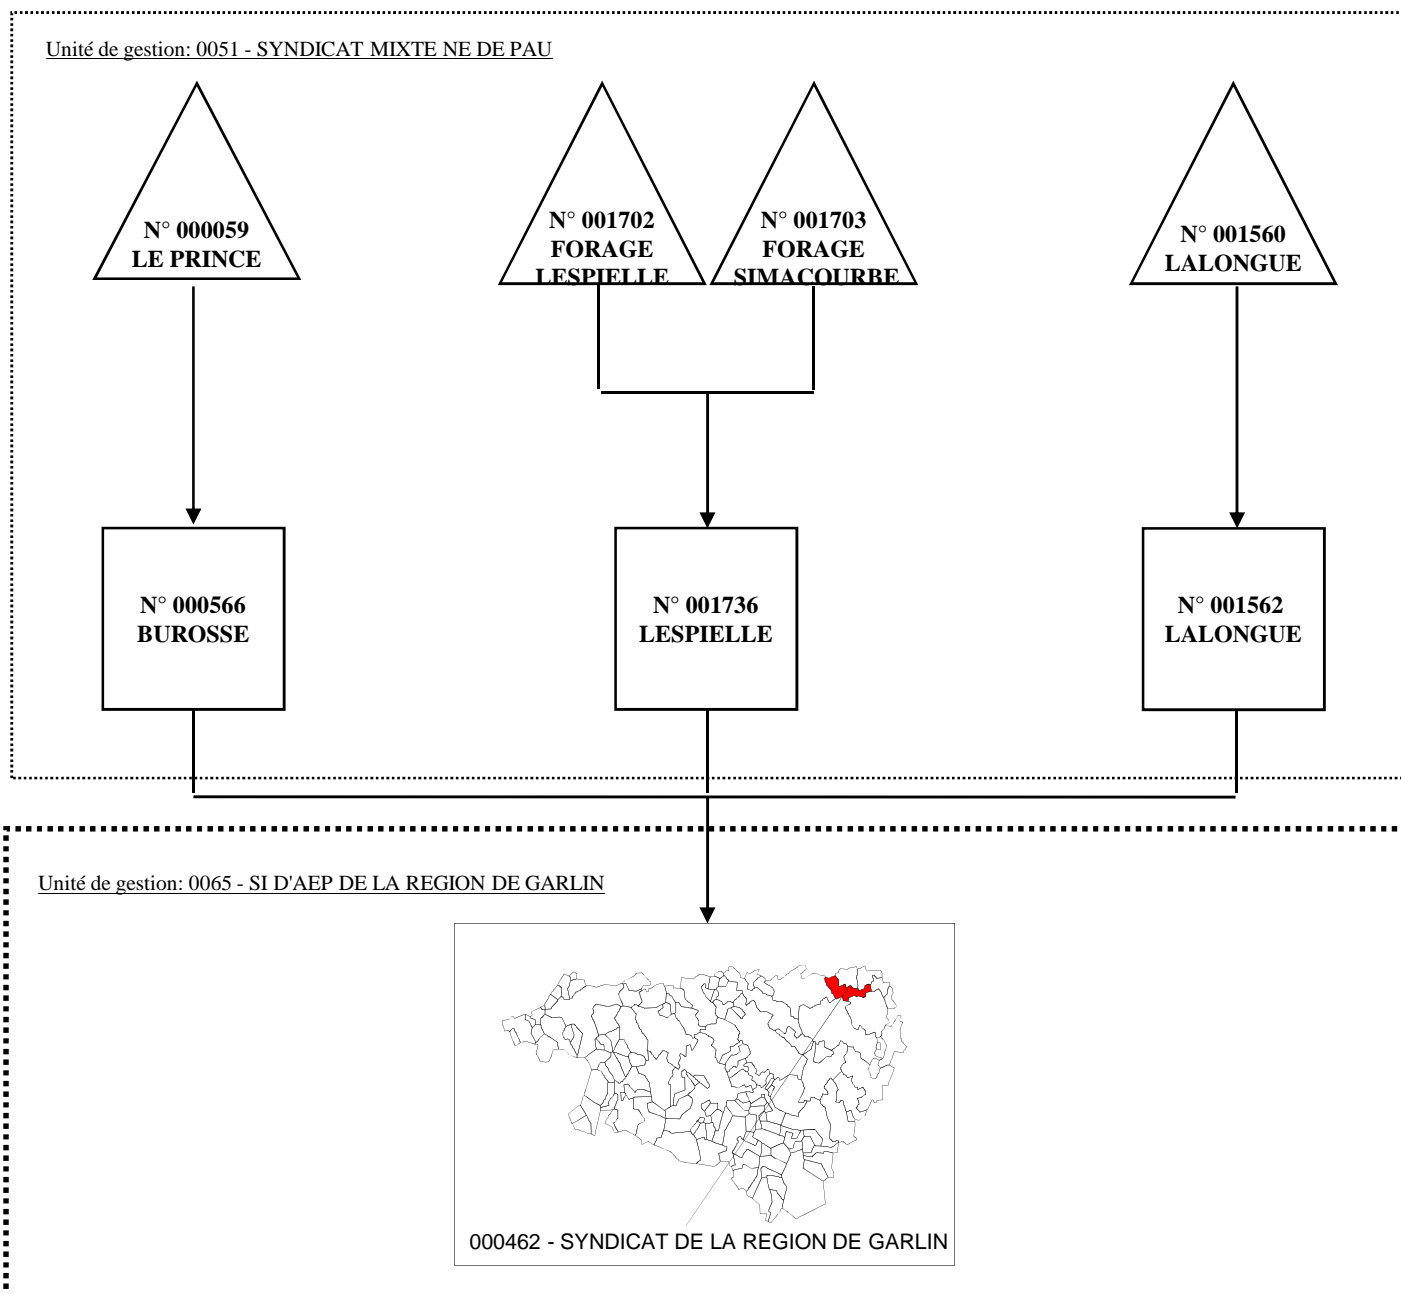 Unité de gestion: 0051 - SYNDICAT MIXTE NE DE PAU
N° 000059
LE PRINCE
N° 001702
FORAGE
LESPIELLE
N° 001703
FORAGE
SIMACOURBE
N° 001560
LALONGUE
N° 000566
BUROSSE
N° 001736
LESPIELLE
N° 001562
LALONGUE
Unité de gestion: 0065 - SI D'AEP DE LA REGION DE GARLIN
000462 - SYNDICAT DE LA REGION DE GARLIN